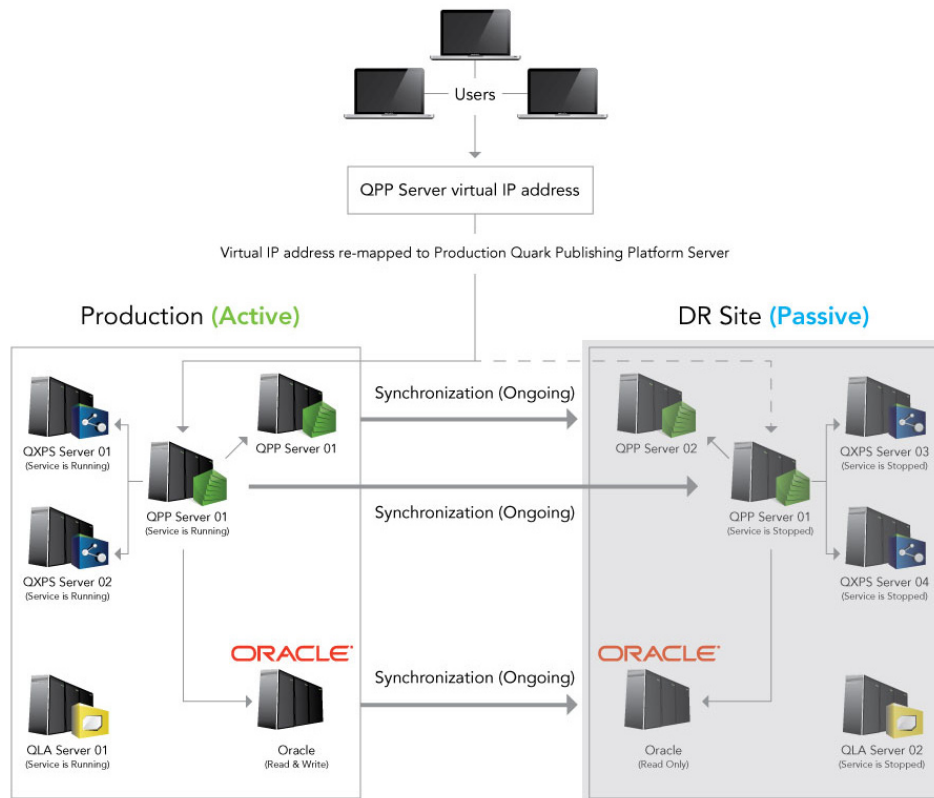 Users
QPP Server virtual IP address
Virtual IP address re-mapped to Production Quark Publishing Platform Server
Production (Active)
DR Site (Passive)
QXPS Server 01
(Service is Running)
QPP Server 01
QPP Server 01
(Service is Running)
QXPS Server 02
(Service is Running)
ORACLE
QLA Server 01
(Service is Running)
Oracle
(Read & Write)
Synchronization (Ongoing)
Synchronization (Ongoing)
Synchronization (Ongoing)
QPP Server 02
QXPS Server 03
(Service is Stopped)
QPP Server 01
(Service is Stopped)
QXPS Server 04
(Service is Stopped)
ORACLE
Oracle
(Read Only)
QLA Server 02
(Service is Stopped)